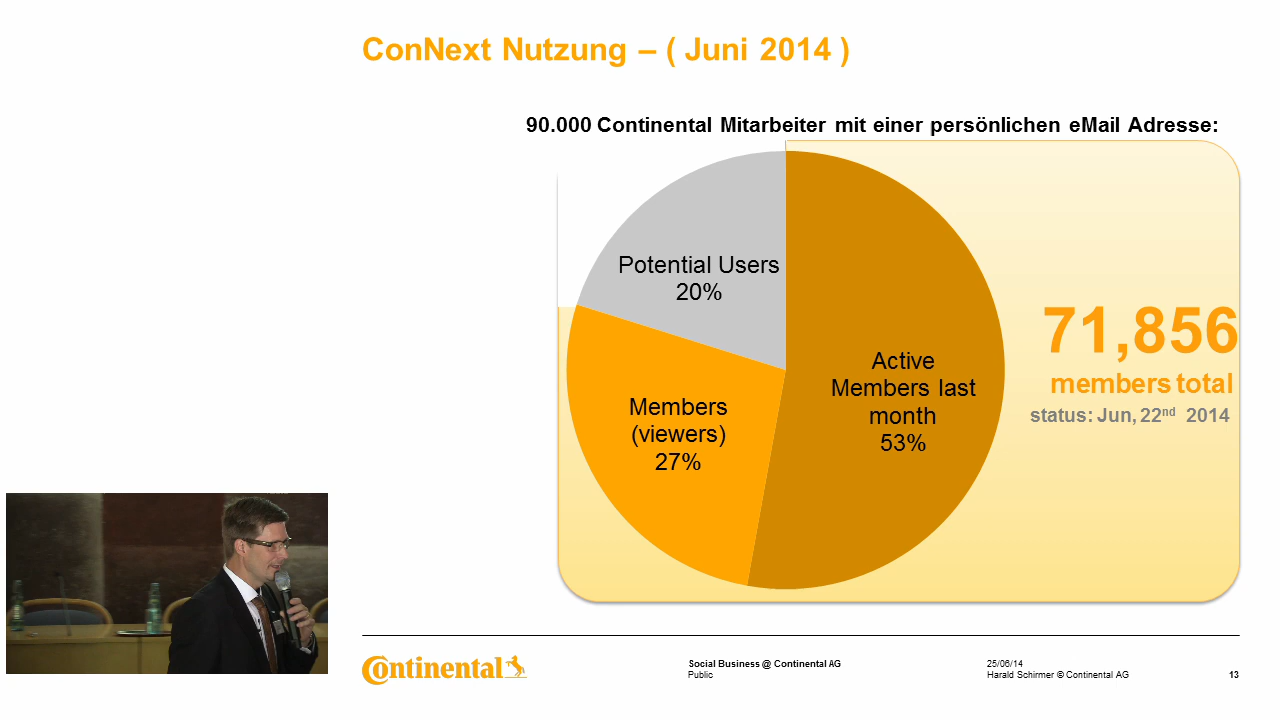 ConNext Nutzung – ( Juni 2014 )
90.000 Continental Mitarbeiter mit einer persönlichen eMail Adresse:
Potential Users
20%
Active
Members last
month
53%
Members
(viewers)
27%
71,856
members total
status: Jun, 22nd 2014
Continental
Social Business @ Continental AG
Public
25/06/14
Harald Schirmer © Continental AG
13